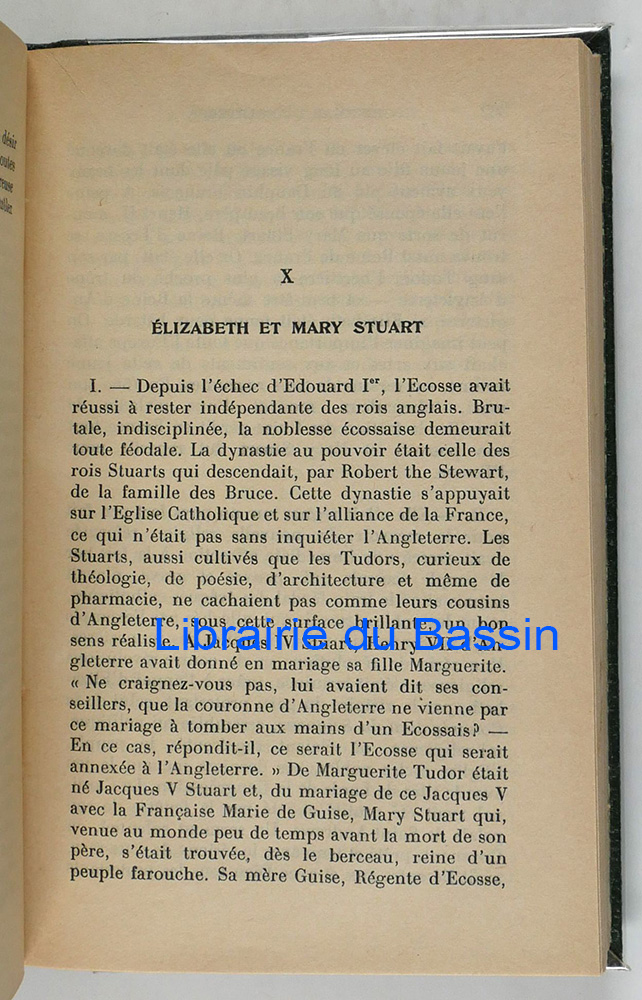 désir
outes
reuse
ublier.
X
ÉLIZABETH ET MARY STUART
I. — Depuis l'échec d'Edouard Iᵉʳ, l'Ecosse avait
réussi à rester indépendante des rois anglais. Bru-
tale, indisciplinée, la noblesse écossaise demeurait
toute féodale. La dynastie au pouvoir était celle des
rois Stuarts qui descendait, par Robert the Stewart,
de la famille des Bruce. Cette dynastie s'appuyait
sur l'Eglise Catholique et sur l'alliance de la France,
ce qui n'était pas sans inquiéter l'Angleterre. Les
Stuarts, aussi cultivés que les Tudors, curieux de
théologie, de poésie, d'architecture et même de
pharmacie, ne cachaient pas comme leurs cousins
d'Angleterre, sous cette surface brillante, un bon
sens réaliste. A Jacques IV Stuart Henry VII d'An-
Librairie du Bassin
gleterre avait donné en mariage sa fille Marguerite.
« Ne craignez-vous pas, lui avaient dit ses con-
seillers, que la couronne d'Angleterre ne vienne par
ce mariage à tomber aux mains d'un Ecossais? —
En ce cas, répondit-il, ce serait l'Ecosse qui serait
annexée à l'Angleterre. » De Marguerite Tudor était
né Jacques V Stuart et, du mariage de ce Jacques V
avec la Française Marie de Guise, Mary Stuart qui,
venue au monde peu de temps avant la mort de son
père, s'était trouvée, dès le berceau, reine d'un
peuple farouche. Sa mère Guise, Régente d'Ecosse,